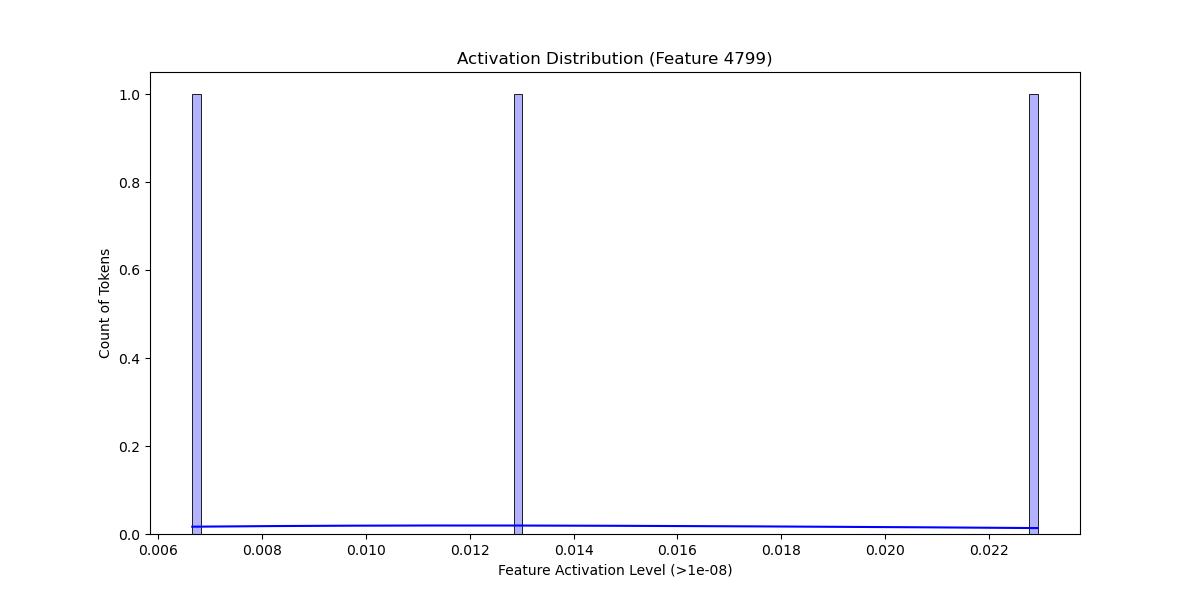 Activation Distribution (Feature 4799)
Count of Tokens
1.0
0.8
0.6
0.4
0.2
0.0
0.006 0.008 0.010 0.012 0.014 0.016 0.018 0.020 0.022
Feature Activation Level (>1e-08)